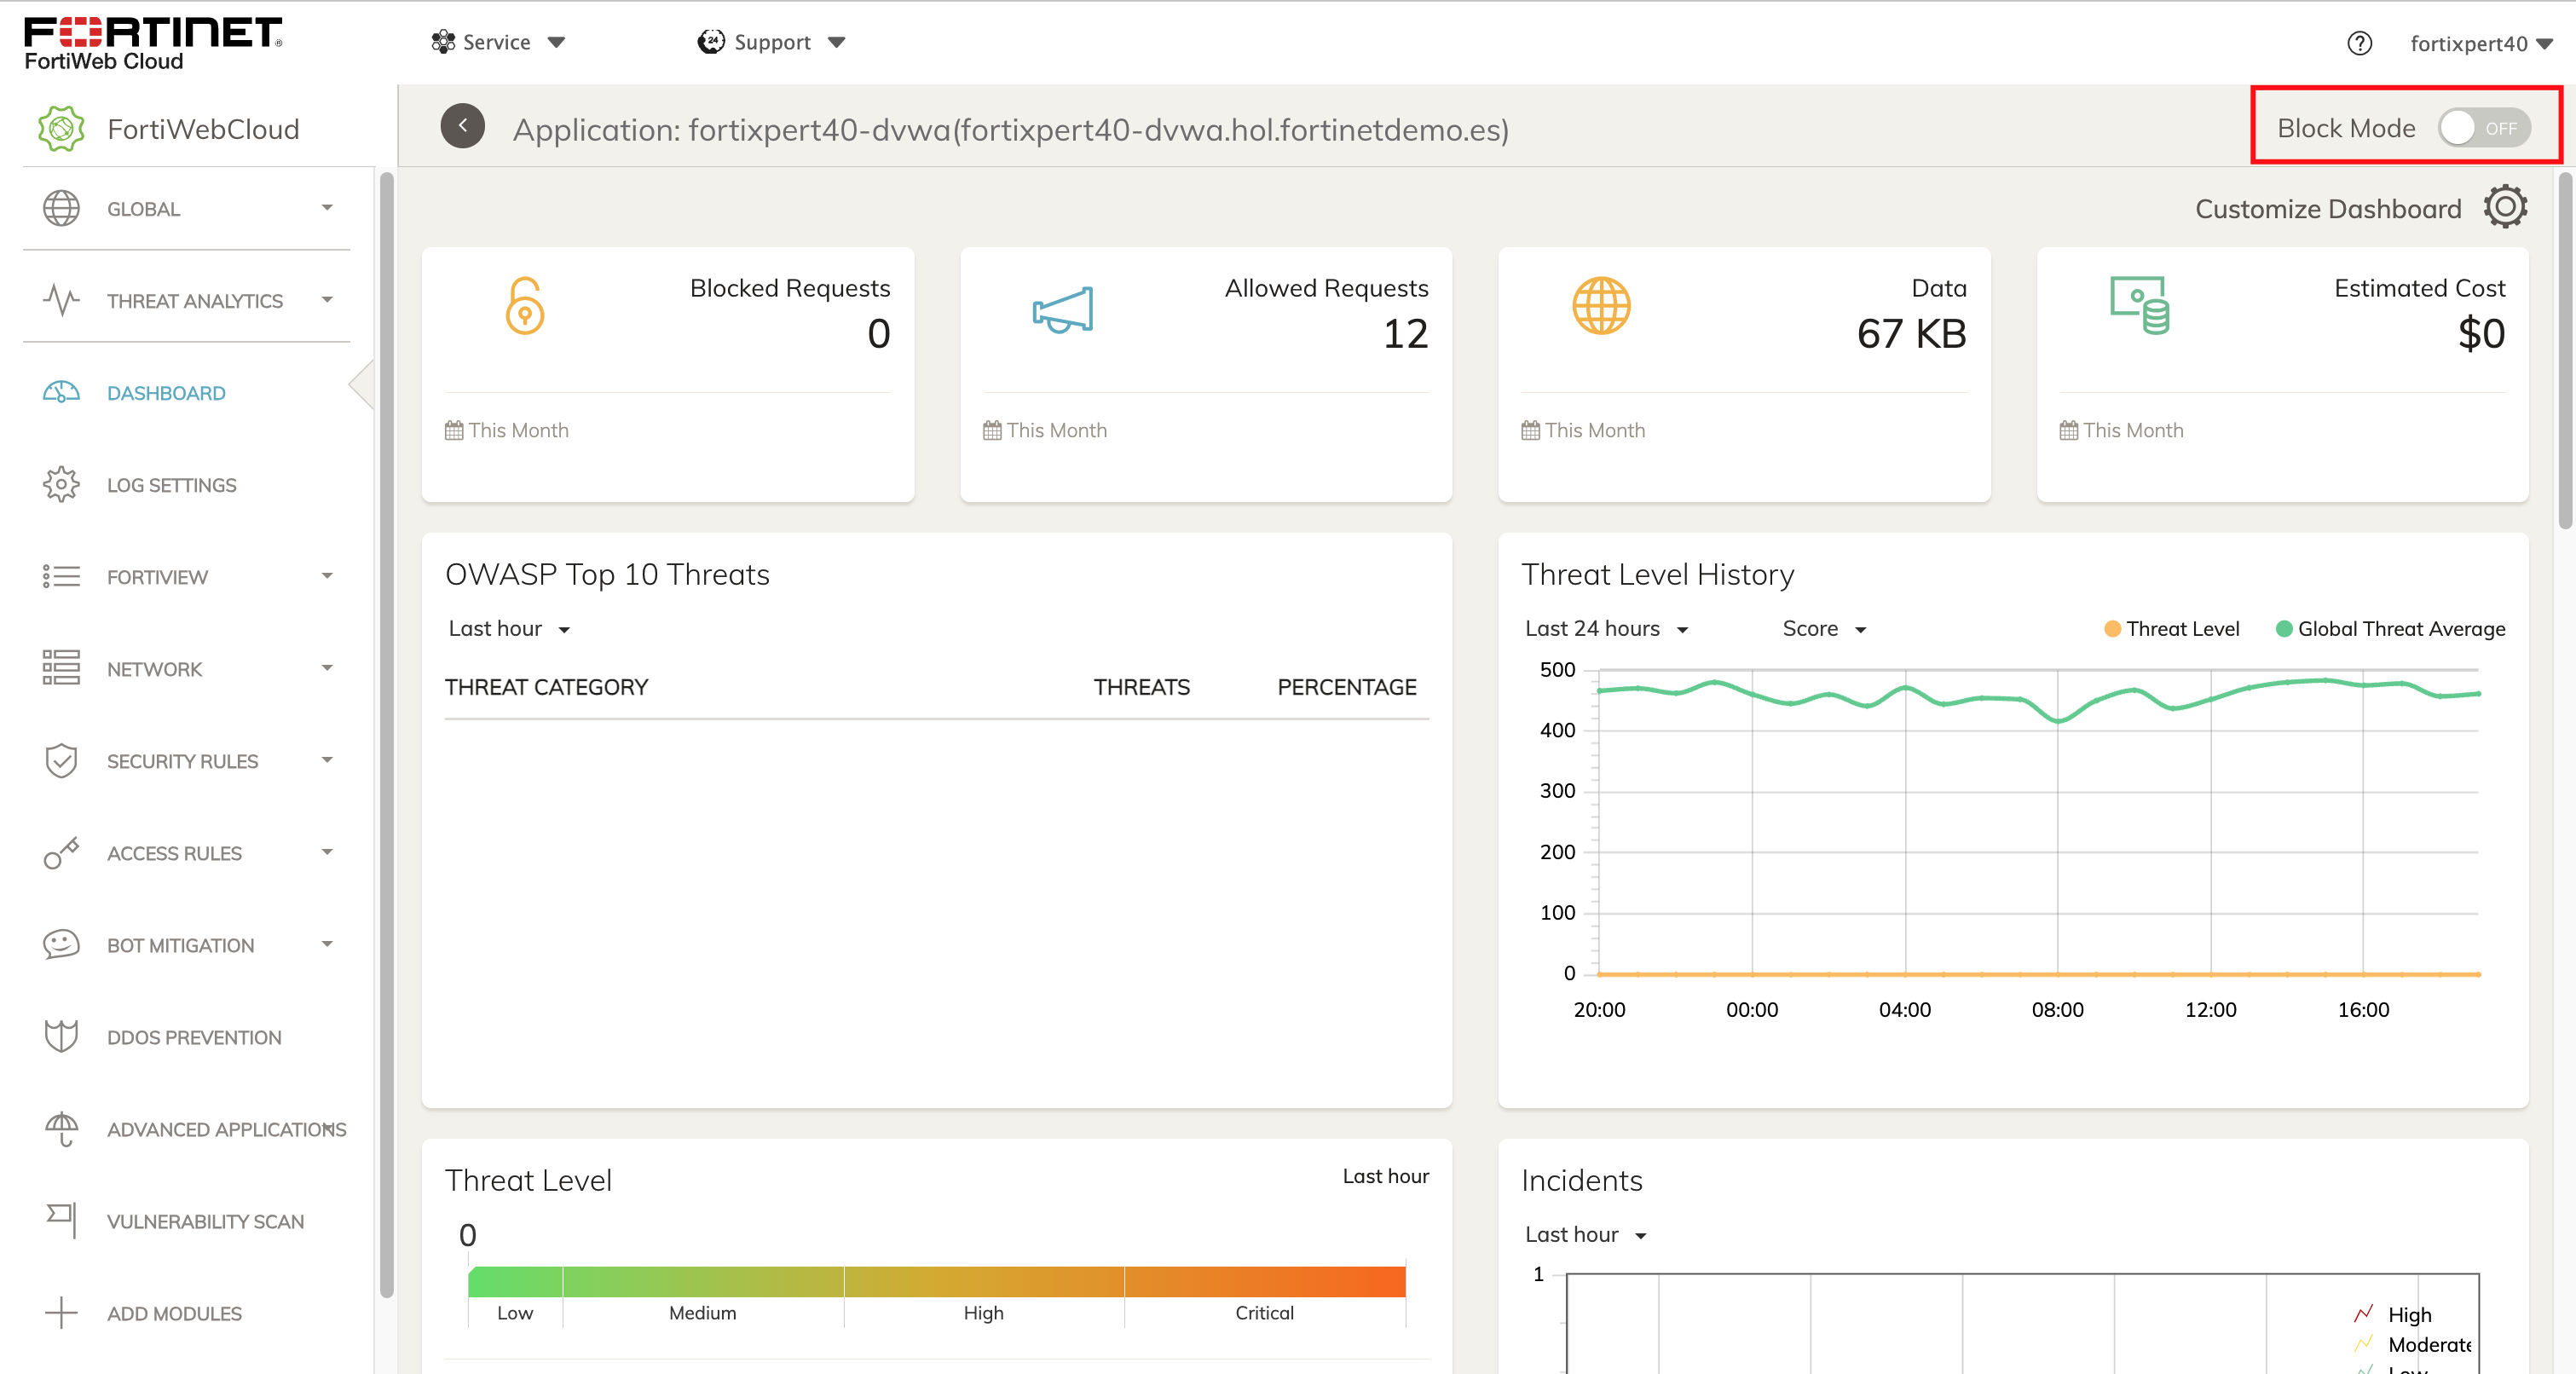 FORTINET®
FortiWeb Cloud
Service
24
Support
?
fortixpert40
FortiWebCloud
Application: fortixpert40-dvwa(fortixpert40-dvwa.hol.fortinetdemo.es)
Block Mode
OFF
GLOBAL
THREAT ANALYTICS
DASHBOARD
LOG SETTINGS
FORTIVIEW
NETWORK
SECURITY RULES
ACCESS RULES
BOT MITIGATION
DDOS PREVENTION
ADVANCED APPLICATIONS
VULNERABILITY SCAN
ADD MODULES
Customize Dashboard
Blocked Requests
0
This Month
Allowed Requests
12
This Month
Data
67 KB
This Month
Estimated Cost
$0
This Month
OWASP Top 10 Threats
Last hour
THREAT CATEGORY THREATS PERCENTAGE
Threat Level History
Last 24 hours Score Threat Level Global Threat Average
500
400
300
200
100
0
20:00 00:00 04:00 08:00 12:00 16:00
Threat Level Last hour
0
Low Medium High Critical
Incidents
Last hour
1
High
Moderate
Low